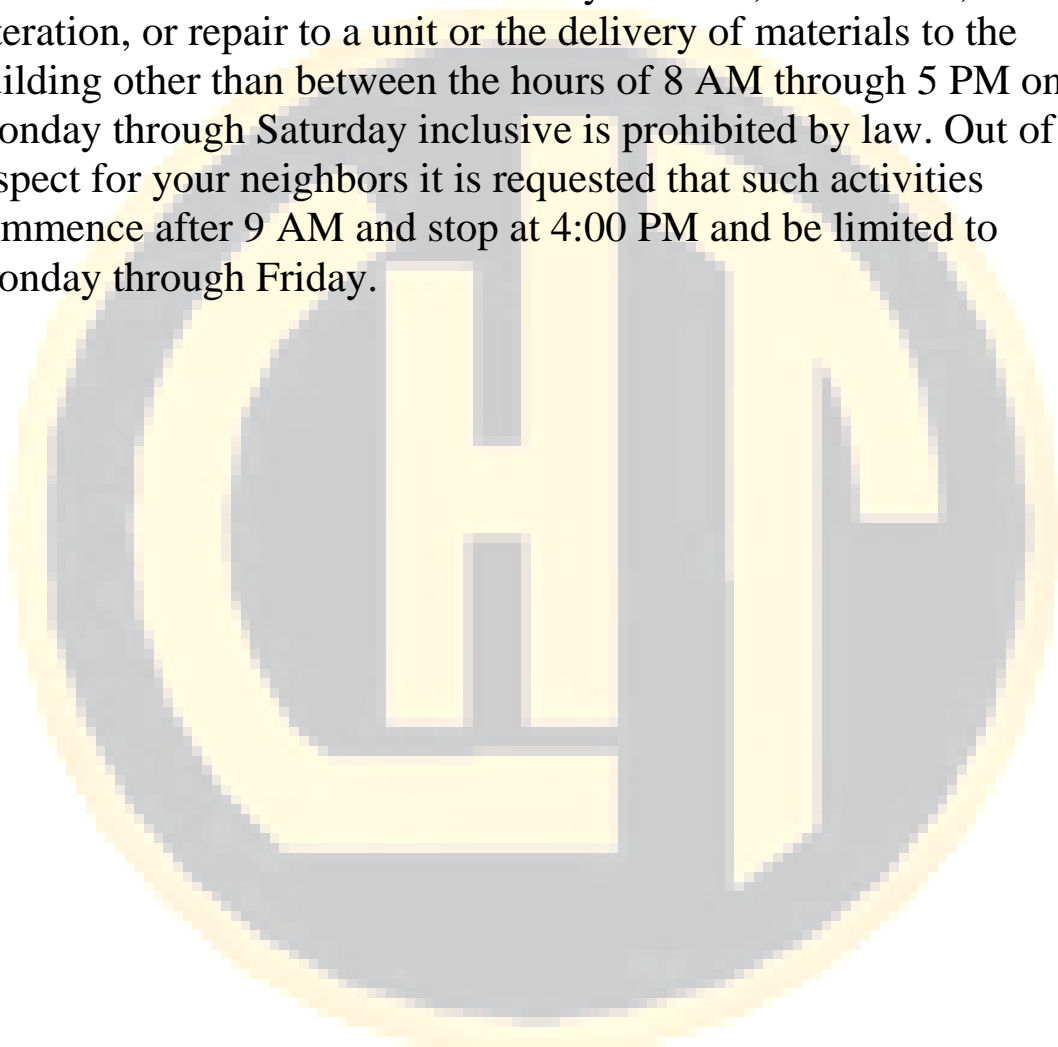 teration, or repair to a unit or the delivery of materials to the
uilding other than between the hours of 8 AM through 5 PM on
onday through Saturday inclusive is prohibited by law. Out of
spect for your neighbors it is requested that such activities
mmence after 9 AM and stop at 4:00 PM and be limited to
onday through Friday.